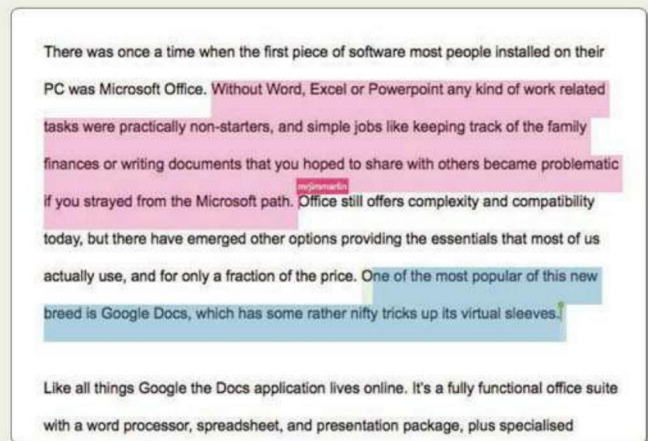 There was once a time when the first piece of software most people installed on their
PC was Microsoft Office. Without Word, Excel or Powerpoint any kind of work related
tasks were practically non-starters, and simple jobs like keeping track of the family
finances or writing documents that you hoped to share with others became problematic
mrjimmartin
if you strayed from the Microsoft path. Office still offers complexity and compatibility
today, but there have emerged other options providing the essentials that most of us
actually use, and for only a fraction of the price. One of the most popular of this new
breed is Google Docs, which has some rather nifty tricks up its virtual sleeves.
Like all things Google the Docs application lives online. It's a fully functional office suite
with a word processor, spreadsheet, and presentation package, plus specialised